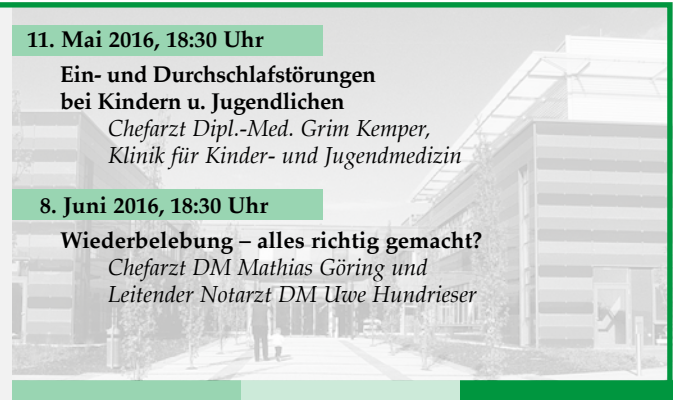 11. Mai 2016, 18:30 Uhr
Ein- und Durchschlafstörungen
bei Kindern u. Jugendlichen
Chefarzt Dipl.-Med. Grim Kemper,
Klinik für Kinder- und Jugendmedizin
8. Juni 2016, 18:30 Uhr
Wiederbelebung – alles richtig gemacht?
Chefarzt DM Mathias Göring und
Leitender Notarzt DM Uwe Hundrieser